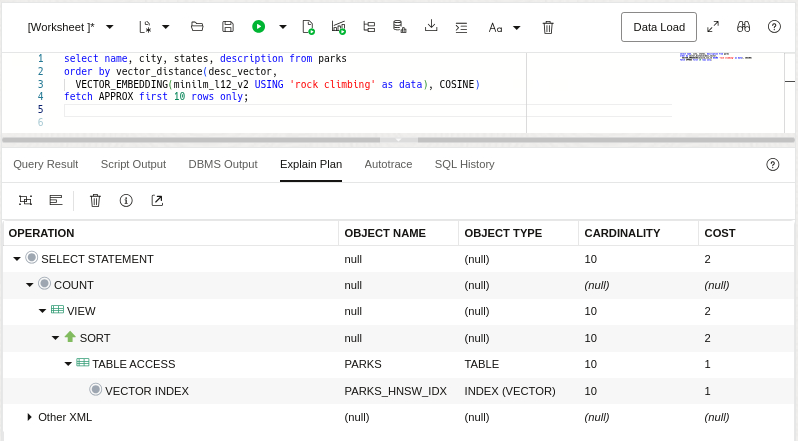 [Worksheet ]*
Aa
Data Load
1 select name, city, states, description from parks
2 order by vector_distance(desc_vector,
3 VECTOR_EMBEDDING(minilm_l12_v2 USING 'rock climbing' as data), COSINE)
4 fetch APPROX first 10 rows only;
5
6
Query Result Script Output DBMS Output Explain Plan Autotrace SQL History
OPERATION OBJECT NAME OBJECT TYPE CARDINALITY COST
SELECT STATEMENT null (null) 10 2
COUNT null (null) (null) (null)
VIEW null (null) 10 2
SORT null (null) 10 2
TABLE ACCESS PARKS TABLE 10 1
VECTOR INDEX PARKS_HNSW_IDX INDEX (VECTOR) 10 1
Other XML (null) (null) (null) (null)